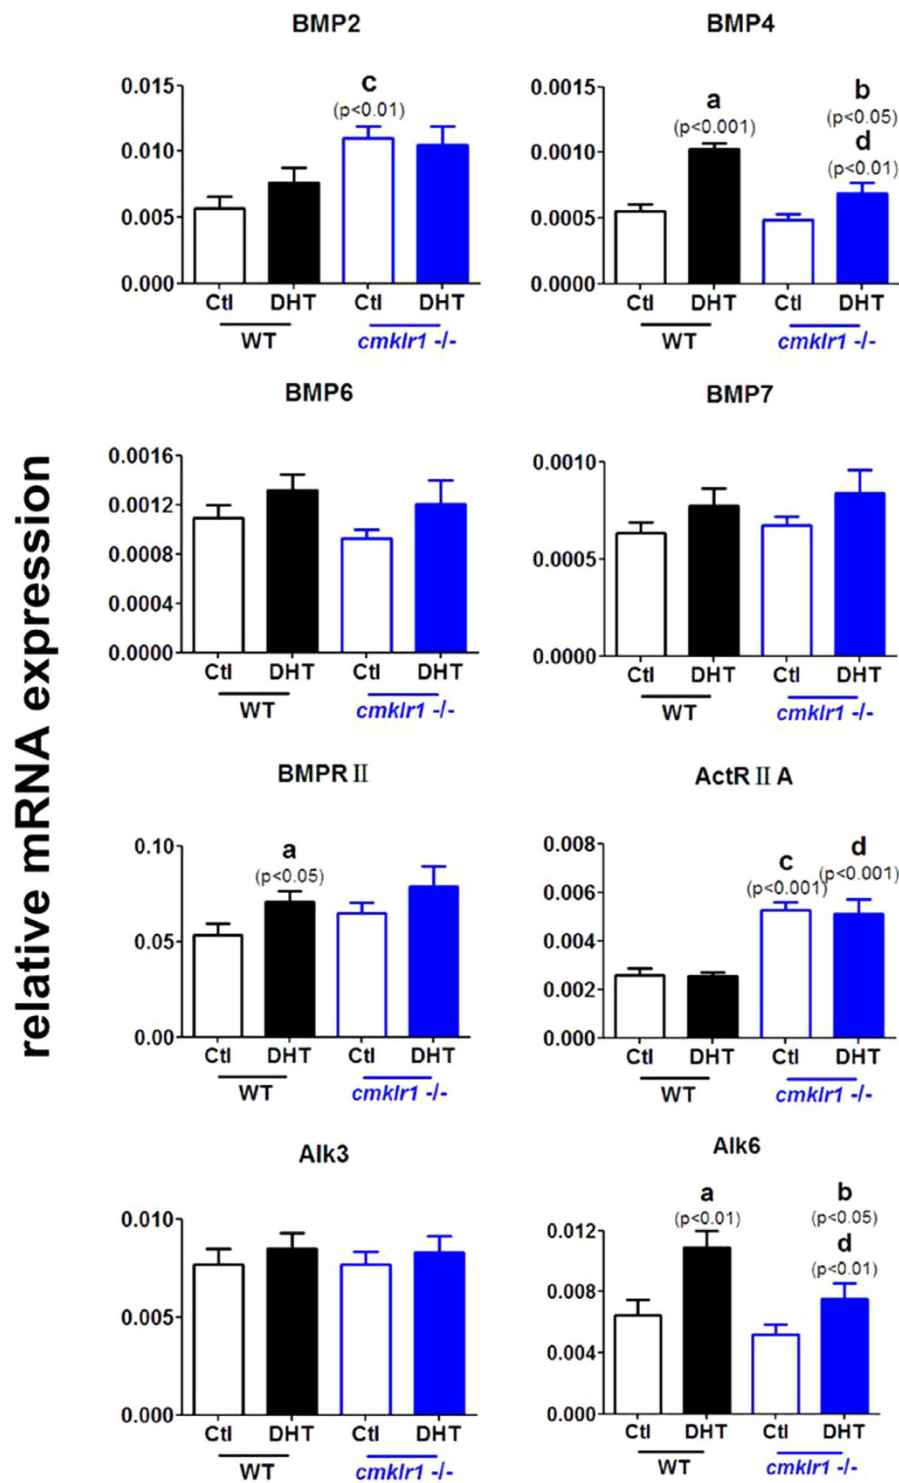 relative mRNA expression
BMP2
0.015
0.010
0.005
0.000
c
(p<0.01)
Ctl DHT Ctl DHT
WT cmklr1 -/-
BMP4
0.0015
0.0010
0.0005
0.0000
a
(p<0.001)
b
(p<0.05)
d
(p<0.01)
Ctl DHT Ctl DHT
WT cmklr1 -/-
BMP6
0.0016
0.0012
0.0008
0.0004
0.0000
Ctl DHT Ctl DHT
WT cmklr1 -/-
BMP7
0.0010
0.0005
0.0000
Ctl DHT Ctl DHT
WT cmklr1 -/-
BMPR II
0.10
0.05
0.00
a
(p<0.05)
Ctl DHT Ctl DHT
WT cmklr1 -/-
ActR II A
0.008
0.006
0.004
0.002
0.000
c
(p<0.001)
d
(p<0.001)
Ctl DHT Ctl DHT
WT cmklr1 -/-
Alk3
0.010
0.005
0.000
Ctl DHT Ctl DHT
WT cmklr1 -/-
Alk6
0.012
0.008
0.004
0.000
a
(p<0.01)
b
(p<0.05)
d
(p<0.01)
Ctl DHT Ctl DHT
WT cmklr1 -/-